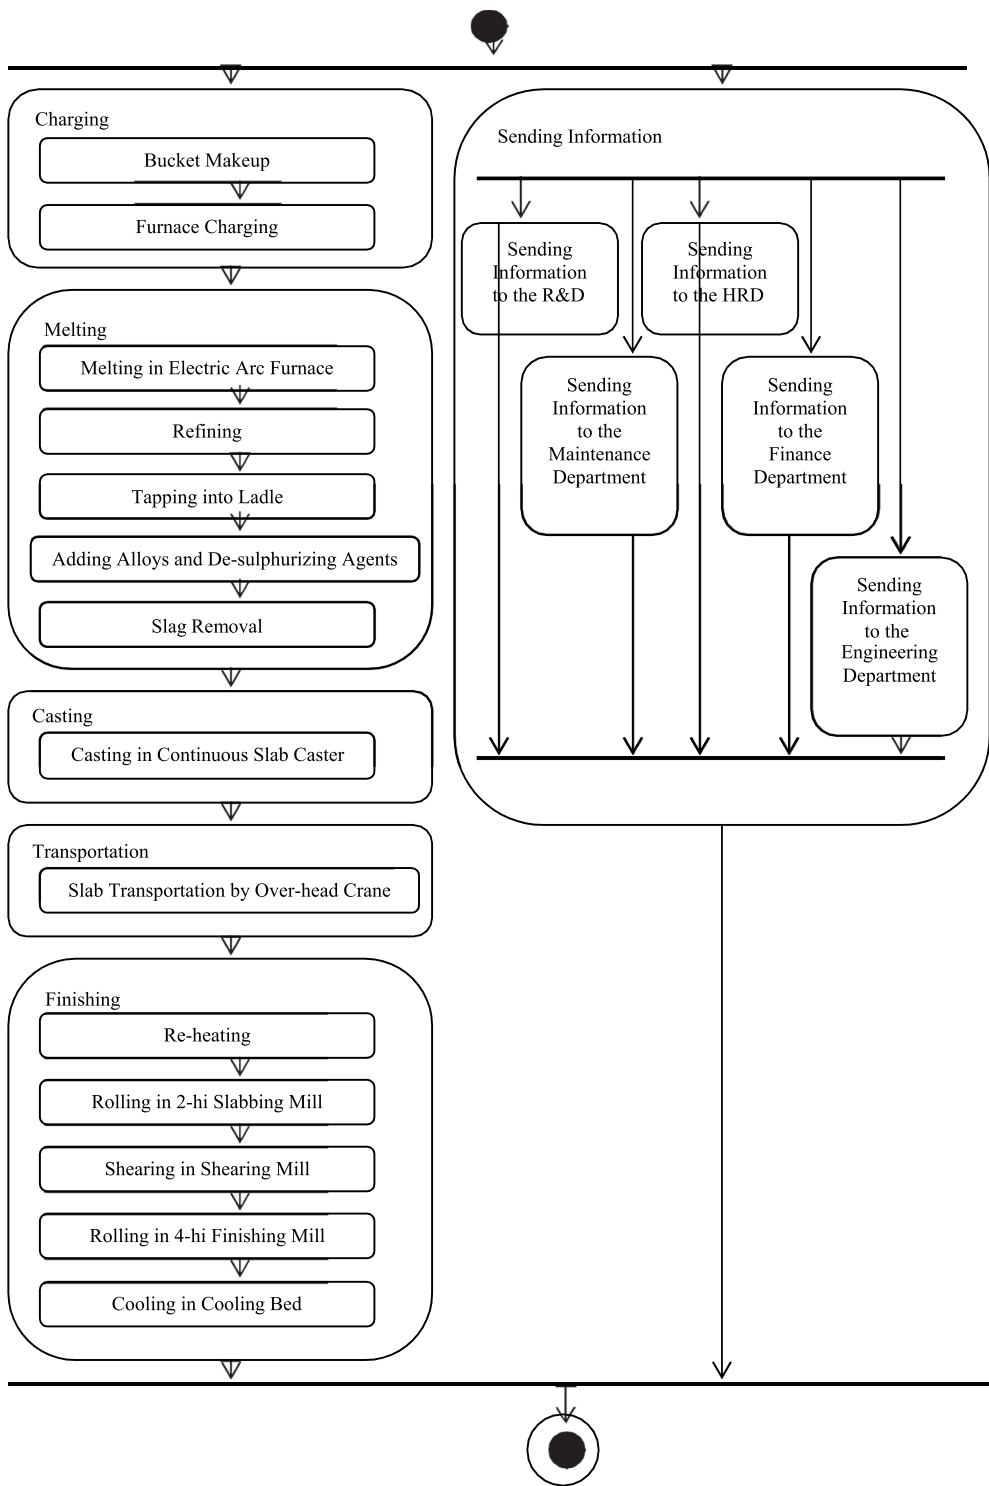 Charging
Bucket Makeup
Furnace Charging
Melting
Melting in Electric Arc Furnace
Refining
Tapping into Ladle
Adding Alloys and De-sulphurizing Agents
Slag Removal
Casting
Casting in Continuous Slab Caster
Transportation
Slab Transportation by Over-head Crane
Finishing
Re-heating
Rolling in 2-hi Slabbing Mill
Shearing in Shearing Mill
Rolling in 4-hi Finishing Mill
Cooling in Cooling Bed
Sending Information
Sending
Information
to the R&D
Sending
Information
to the HRD
Sending
Information
to the
Maintenance
Department
Sending
Information
to the
Finance
Department
Sending
Information
to the
Engineering
Department